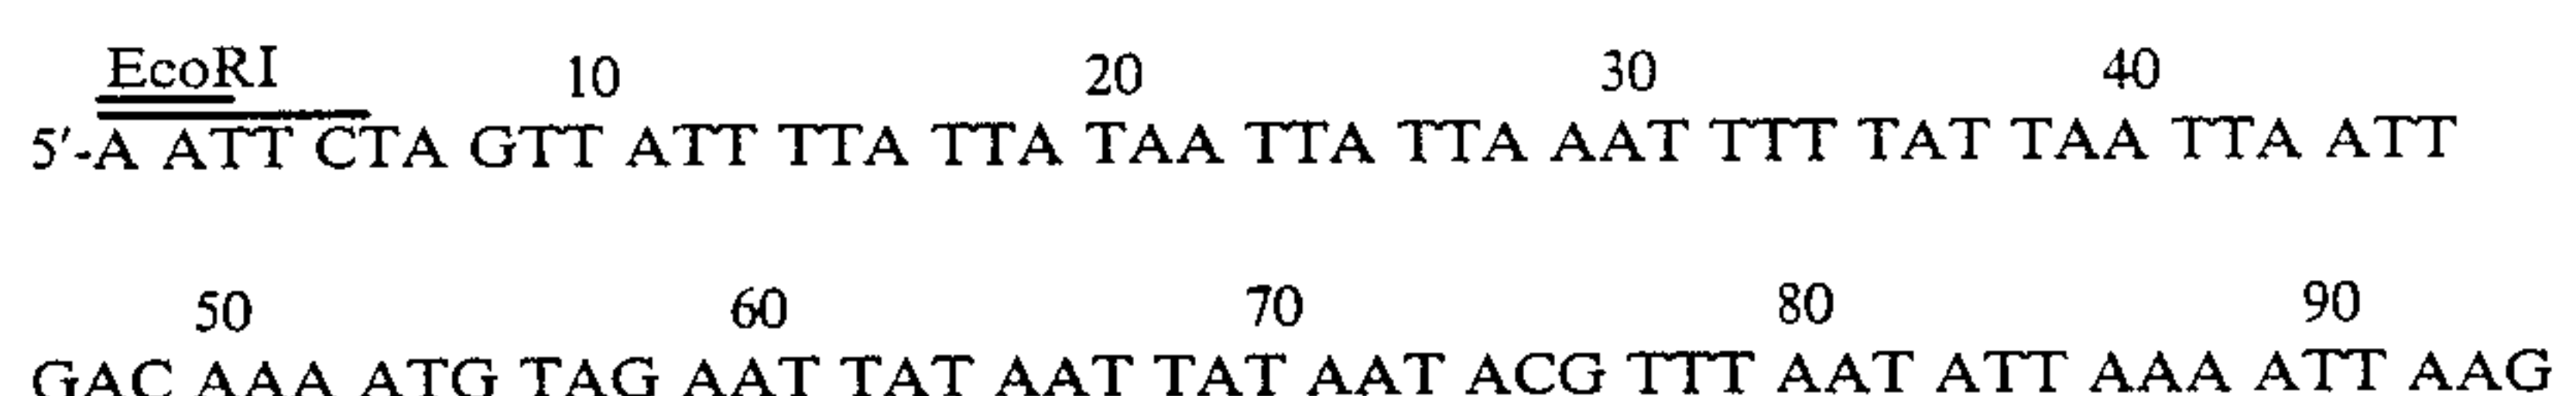 EcoRI 10 20 30 40
5'-A ATT CTA GTT ATT TTA TTA TAA TTA TTA AAT TTT TAT TAA TTA ATT
50 60 70 80 90
GAC AAA ATG TAG AAT TAT AAT TAT AAT ACG TTT AAT ATT AAA ATT AAG